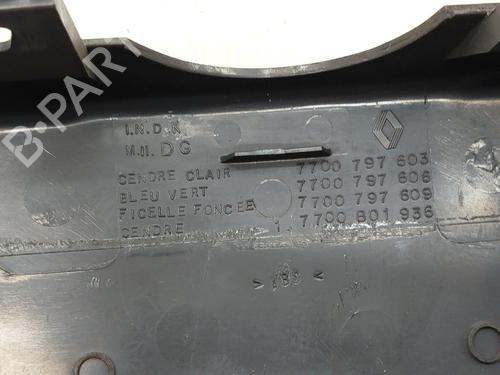 I.N.D.K
M.II. DG
CENDRE CLAIR 7700 797 603
BLEU VERT 7700 797 606
FICELLE FONCEE 7700 797 609
CENDRE 7700 801 936
B-PARTS